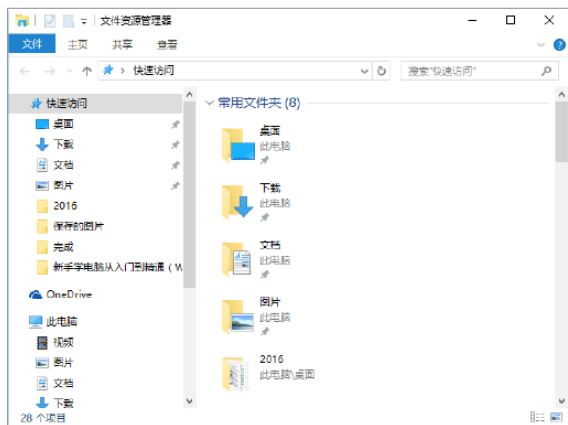 文件资源管理器
文件 主页 共享 查看
快速访问
搜索"快速访问"
快速访问
桌面
下载
文档
图片
2016
保存的图片
完成
新手学电脑从入门到精通（W
OneDrive
此电脑
视频
图片
文档
下载
常用文件夹 (8)
桌面
此电脑
下载
此电脑
文档
此电脑
图片
此电脑
2016
此电脑\桌面
28 个项目